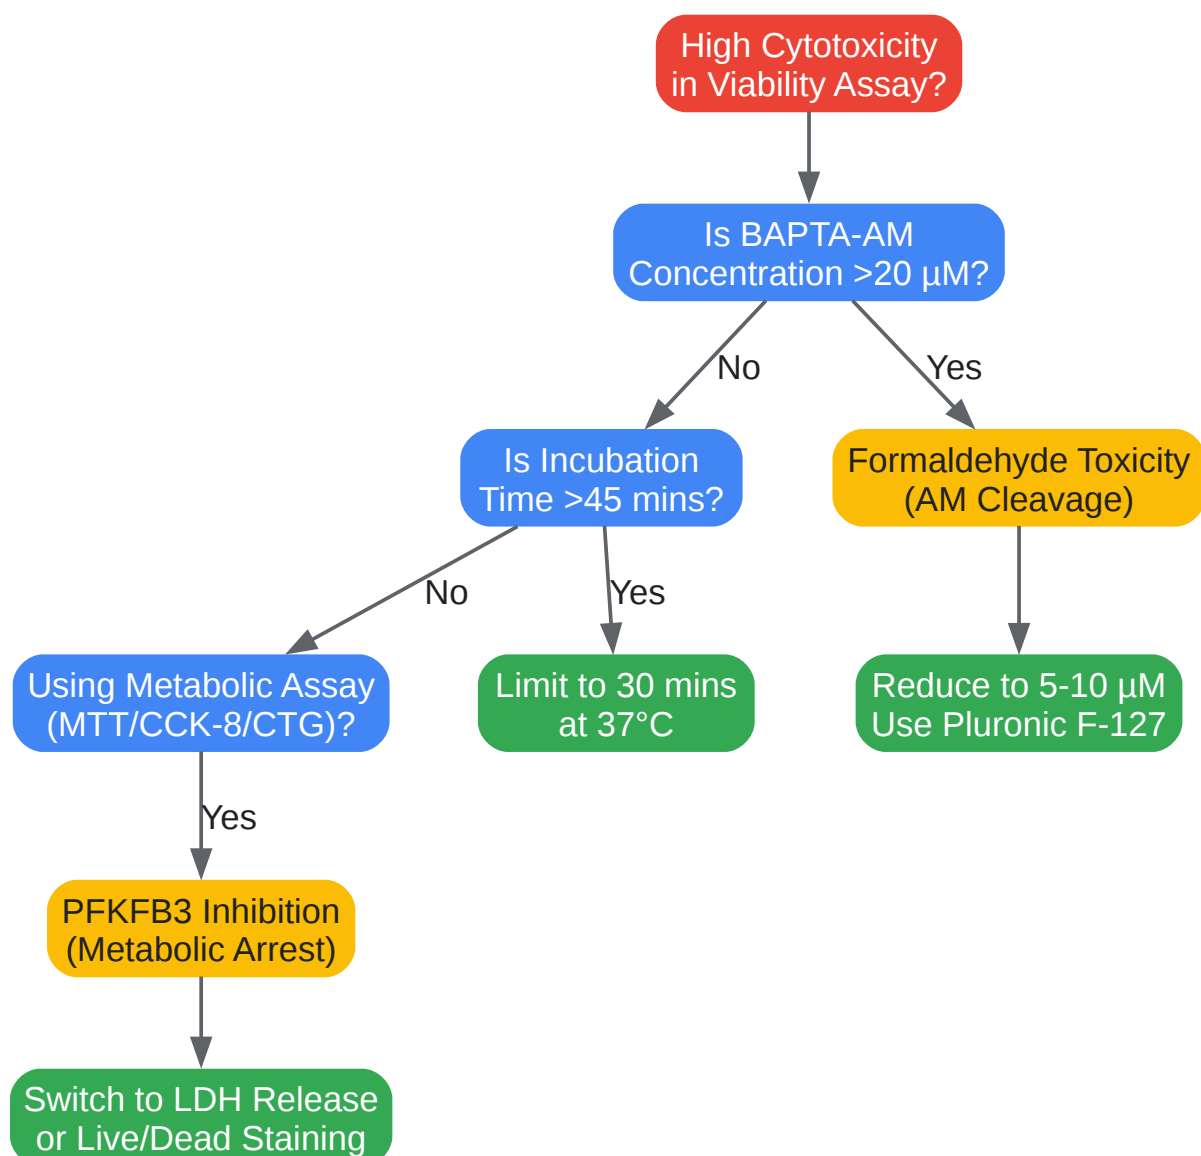 High Cytotoxicity
in Viability Assay?
Is BAPTA-AM
Concentration >20 µM?
No
Yes
Is Incubation
Time >45 mins?
Formaldehyde Toxicity
(AM Cleavage)
No
Yes
Using Metabolic Assay
(MTT/CCK-8/CTG)?
Limit to 30 mins
at 37°C
Reduce to 5-10 µM
Use Pluronic F-127
Yes
PFKFB3 Inhibition
(Metabolic Arrest)
Switch to LDH Release
or Live/Dead Staining